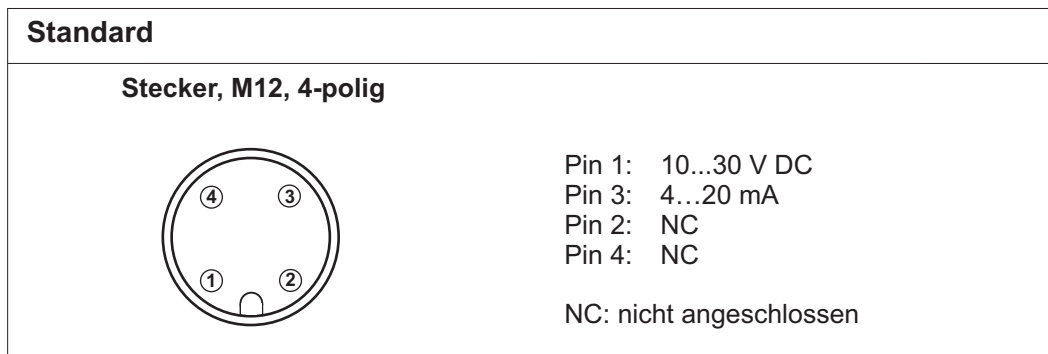 Standard
Stecker, M12, 4-polig
4 3
1 2
Pin 1: 10...30 V DC
Pin 3: 4…20 mA
Pin 2: NC
Pin 4: NC
NC: nicht angeschlossen